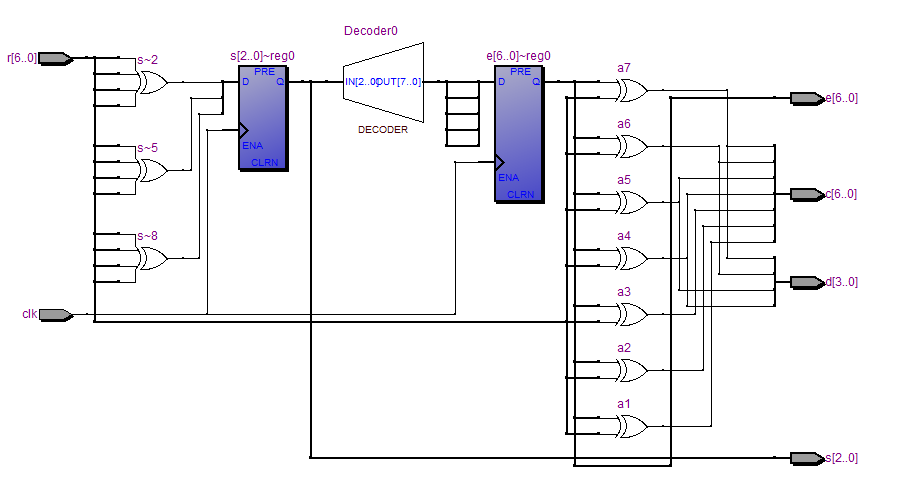 Decoder0
r[6..0]
s~2
s[2..0]~reg0
e[6..0]~reg0
PRE
D
Q
ENA
CLRN
IN[2..0]
OUT[7..0]
DECODER
PRE
D
Q
ENA
CLRN
a7
e[6..0]
a6
s~5
a5
c[6..0]
s~8
a4
d[3..0]
clk
a3
a2
a1
s[2..0]